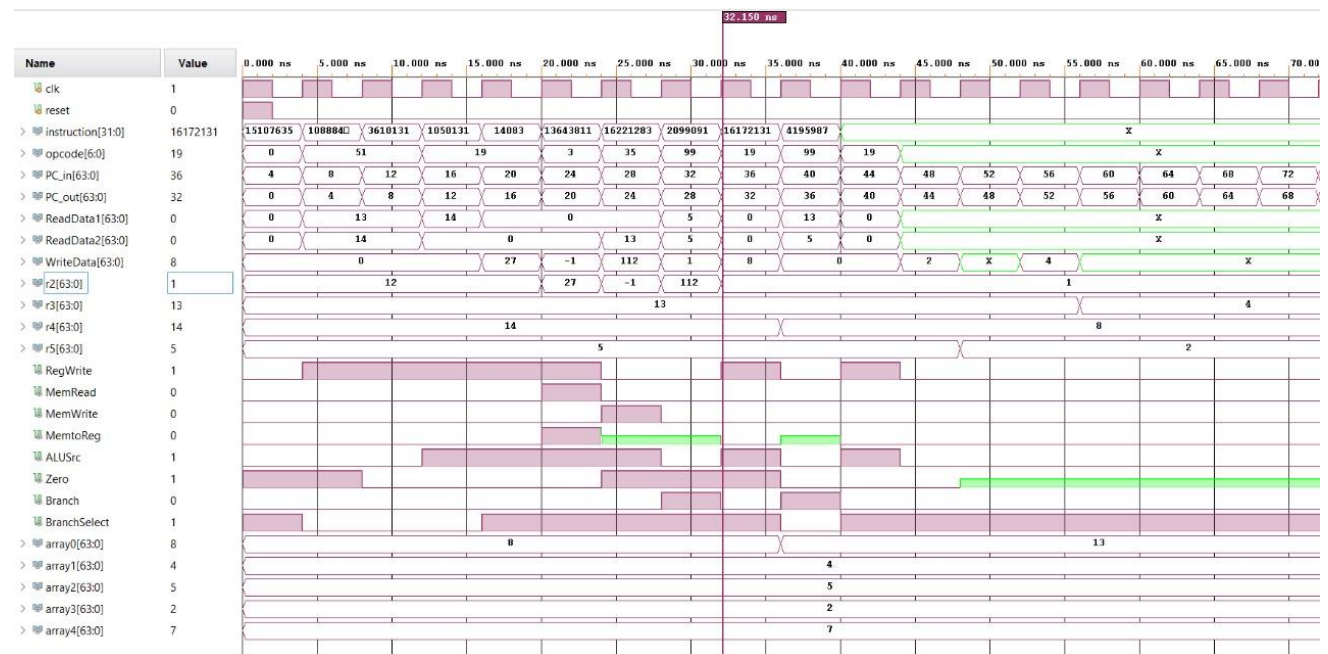 32.150 ns
Name Value 0.000 ns 5.000 ns 10.000 ns 15.000 ns 20.000 ns 25.000 ns 30.000 ns 35.000 ns 40.000 ns 45.000 ns 50.000 ns 55.000 ns 60.000 ns 65.000 ns 70.00
clk 1
reset 0
instruction[31:0] 16172131 15107635 108884 3610131 1050131 14083 13643811 16221283 2099091 16172131 4195987 X
opcode[6:0] 19 0 51 19 3 35 99 19 99 19 X
PC_in[63:0] 36 4 8 12 16 20 24 28 32 36 40 44 48 52 56 60 64 68 72
PC_out[63:0] 32 0 4 8 12 16 20 24 28 32 36 40 44 48 52 56 60 64 68
ReadData1[63:0] 0 0 13 14 0 5 0 13 0 X
ReadData2[63:0] 0 0 14 0 13 5 0 5 0 X
WriteData[63:0] 8 0 27 -1 112 1 8 0 2 X 4 X
r2[63:0] 1 12 27 -1 112 1
r3[63:0] 13 13 4
r4[63:0] 14 14 8
r5[63:0] 5 5 2
RegWrite 1
MemRead 0
MemWrite 0
MemtoReg 0
ALUSrc 1
Zero 1
Branch 0
BranchSelect 1
array0[63:0] 8 8 13
array1[63:0] 4 4
array2[63:0] 5 5
array3[63:0] 2 2
array4[63:0] 7 7